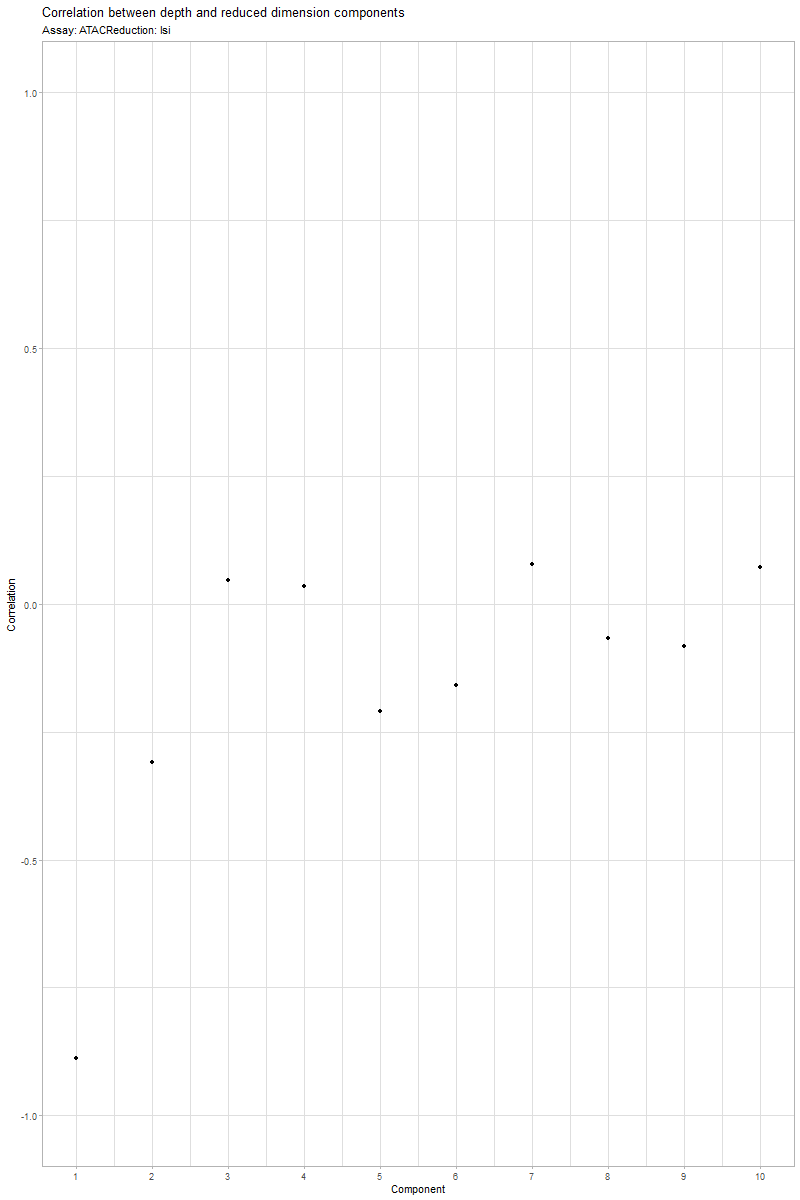 Correlation between depth and reduced dimension components
Assay: ATACReduction: lsi
1.0
0.5
0.0
-0.5
-1.0
Correlation
1 2 3 4 5 6 7 8 9 10
Component